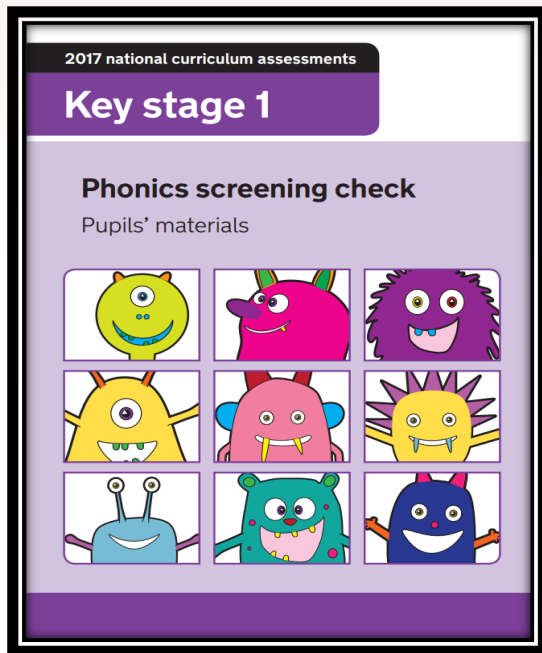 2017 national curriculum assessments
Key stage 1
Phonics screening check
Pupils’ materials